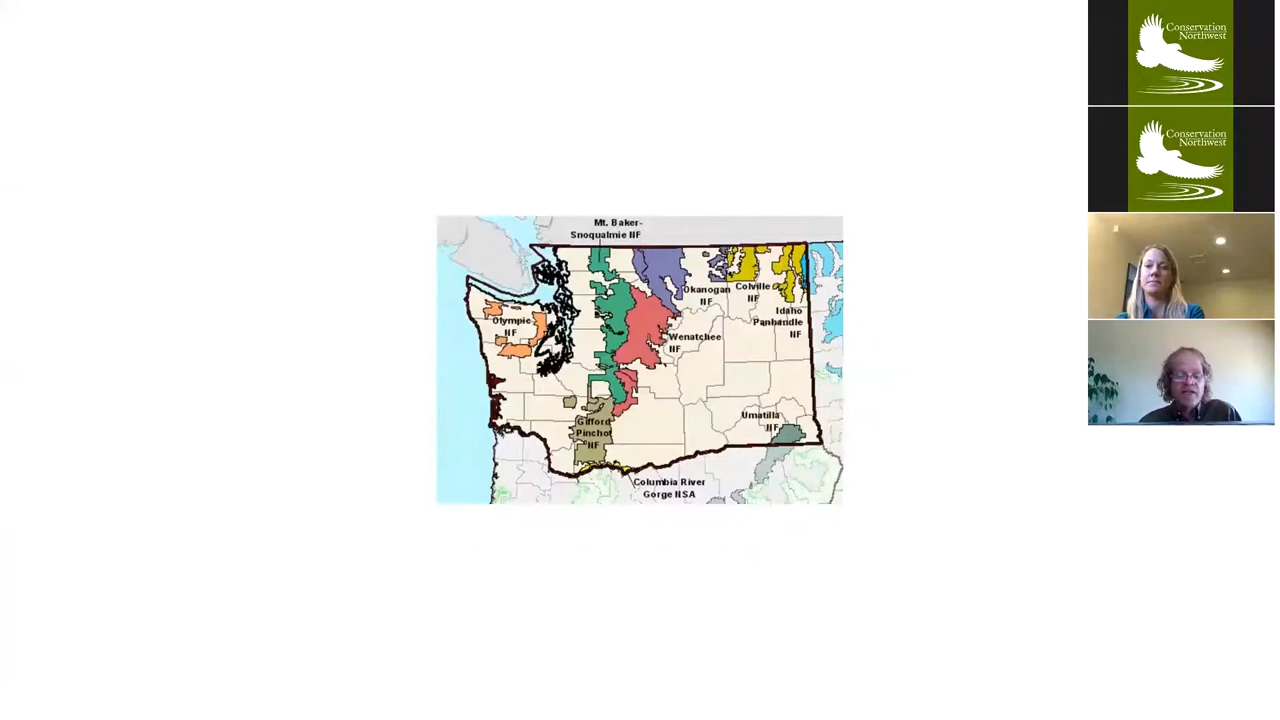 Mt. Baker-
Snoqualmie NF
Okanogan
NF
Colville
NF
Idaho
Panhandle
NF
Olympic
NF
Wenatchee
NF
Umatilla
NF
Gifford
Pinchot
NF
Columbia River
Gorge NSA
Conservation
Northwest
Conservation
Northwest